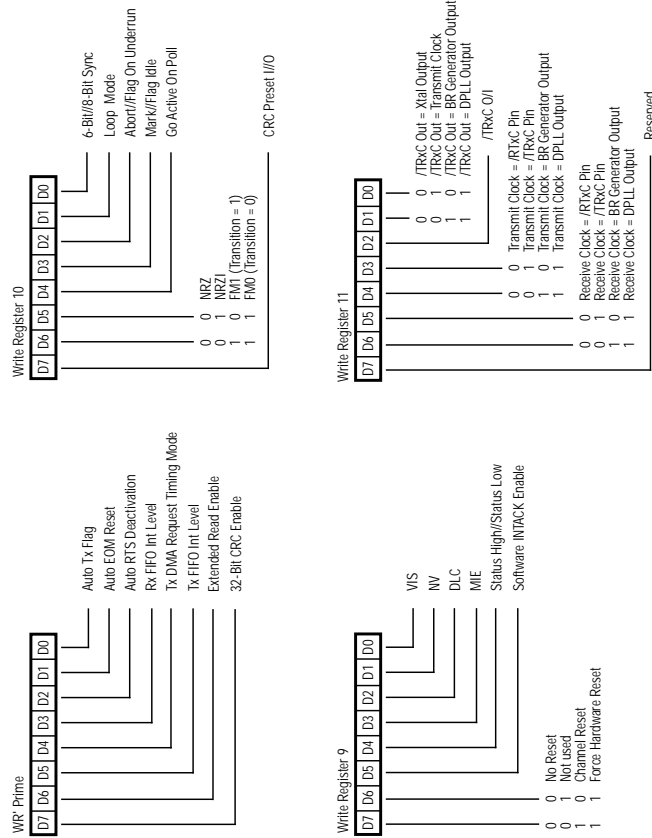 WR' Prime
D7 D6 D5 D4 D3 D2 D1 D0
Auto Tx Flag
Auto EOM Reset
Auto RTS Deactivation
Rx FIFO Int Level
Tx DMA Request Timing Mode
Tx FIFO Int Level
Extended Read Enable
32-Bit CRC Enable
Write Register 9
D7 D6 D5 D4 D3 D2 D1 D0
VIS
NV
DLC
MIE
Status High//Status Low
Software INTACK Enable
0 0 No Reset
0 1 Not used
1 0 Channel Reset
1 1 Force Hardware Reset
Write Register 10
D7 D6 D5 D4 D3 D2 D1 D0
6-Bit//8-Bit Sync
Loop Mode
Abort//Flag On Underrun
Mark//Flag Idle
Go Active On Poll
0 0 NRZ
0 1 NRZI
1 0 FM1 (Transition = 1)
1 1 FM0 (Transition = 0)
CRC Preset I//O
Write Register 11
D7 D6 D5 D4 D3 D2 D1 D0
0 0 /TRxC Out = Xtal Output
0 1 /TRxC Out = Transmit Clock
1 0 /TRxC Out = BR Generator Output
1 1 /TRxC Out = DPLL Output
/TRxC O/I
0 0 Transmit Clock = /RTxC Pin
0 1 Transmit Clock = /TRxC Pin
1 0 Transmit Clock = BR Generator Output
1 1 Transmit Clock = DPLL Output
0 0 Receive Clock = /RTxC Pin
0 1 Receive Clock = /TRxC Pin
1 0 Receive Clock = BR Generator Output
1 1 Receive Clock = DPLL Output
Reserved